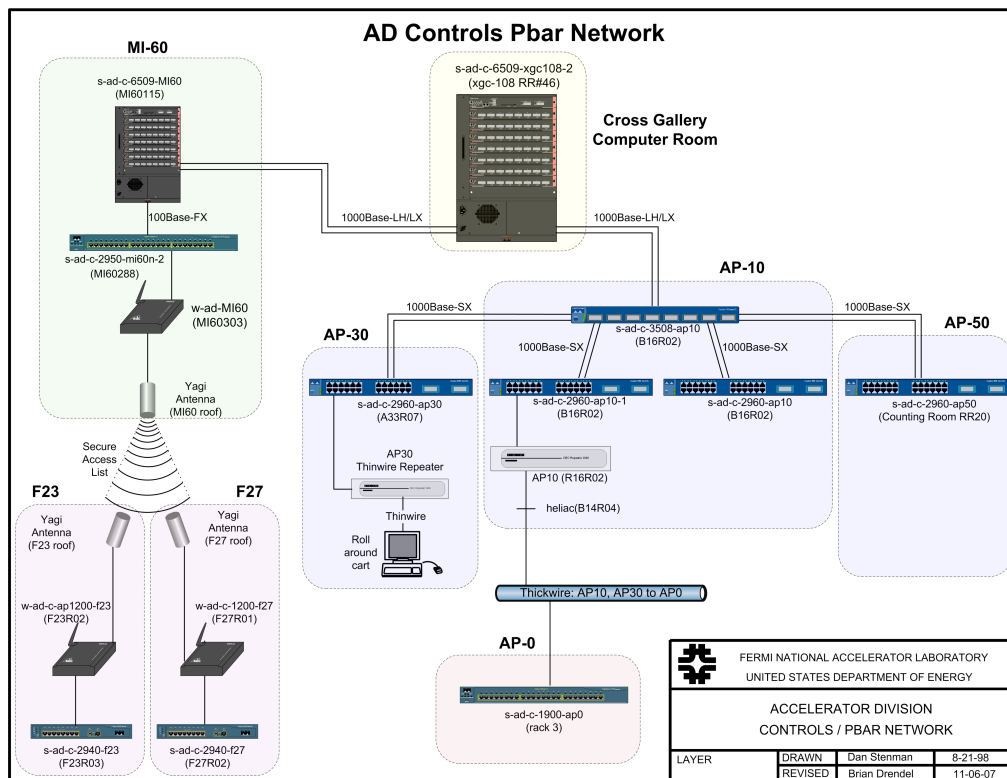 AD Controls Pbar Network
MI-60
s-ad-c-6509-MI60
(MI60115)
100Base-FX
s-ad-c-2950-mi60n-2
(MI60288)
w-ad-MI60
(MI60303)
Yagi
Antenna
(MI60 roof)
Secure
Access
List
s-ad-c-6509-xgc108-2
(xgc-108 RR#46)
Cross Gallery
Computer Room
1000Base-LH/LX
1000Base-LH/LX
AP-10
1000Base-SX
1000Base-SX
s-ad-c-3508-ap10
(B16R02)
1000Base-SX
1000Base-SX
AP-30
AP-50
s-ad-c-2960-ap30
(A33R07)
s-ad-c-2960-ap10-1
(B16R02)
s-ad-c-2960-ap10
(B16R02)
s-ad-c-2960-ap50
(Counting Room RR20)
AP30
Thinwire Repeater
Thinwire
Roll
around
cart
AP10 (R16R02)
heliac(B14R04)
Thickwire: AP10, AP30 to AP0
AP-0
s-ad-c-1900-ap0
(rack 3)
F23
Yagi
Antenna
(F23 roof)
w-ad-c-ap1200-f23
(F23R02)
s-ad-c-2940-f23
(F23R03)
F27
Yagi
Antenna
(F27 roof)
w-ad-c-1200-f27
(F27R01)
s-ad-c-2940-f27
(F27R02)
FERMI NATIONAL ACCELERATOR LABORATORY
UNITED STATES DEPARTMENT OF ENERGY
ACCELERATOR DIVISION
CONTROLS / PBAR NETWORK
LAYER
DRAWN Dan Stenman 8-21-98
REVISED Brian Drendel 11-06-07